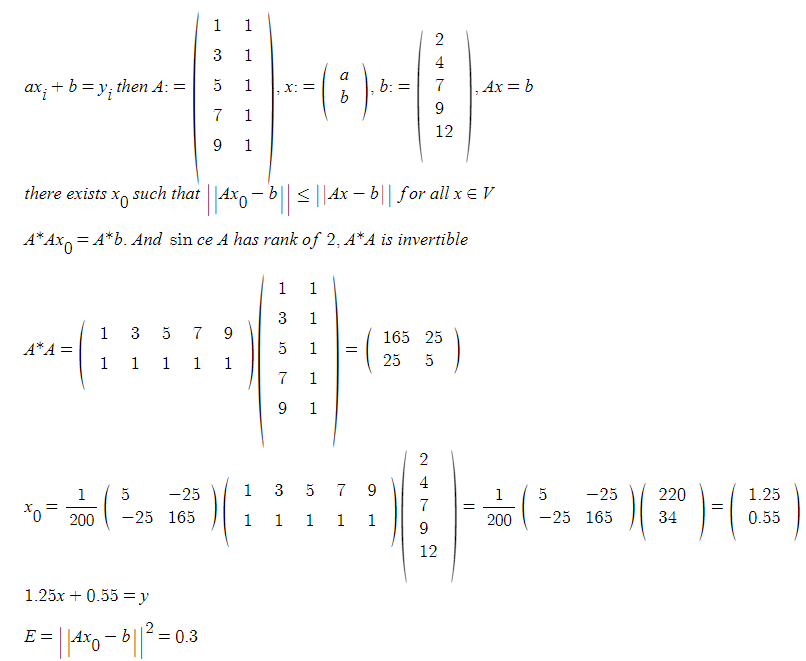 ax_i + b = y_i then A: = ( 1 1 ; 3 1 ; 5 1 ; 7 1 ; 9 1 ), x: = ( a ; b ), b: = ( 2 ; 4 ; 7 ; 9 ; 12 ), Ax = b
there exists x_0 such that ||Ax_0 − b|| ≤ ||Ax − b|| for all x ∈ V
A*Ax_0 = A*b. And sin ce A has rank of 2, A*A is invertible
A*A = ( 1 3 5 7 9 ; 1 1 1 1 1 ) ( 1 1 ; 3 1 ; 5 1 ; 7 1 ; 9 1 ) = ( 165 25 ; 25 5 )
x_0 = 1/200 ( 5 −25 ; −25 165 ) ( 1 3 5 7 9 ; 1 1 1 1 1 ) ( 2 ; 4 ; 7 ; 9 ; 12 ) = 1/200 ( 5 −25 ; −25 165 ) ( 220 ; 34 ) = ( 1.25 ; 0.55 )
1.25x + 0.55 = y
E = ||Ax_0 − b||^2 = 0.3